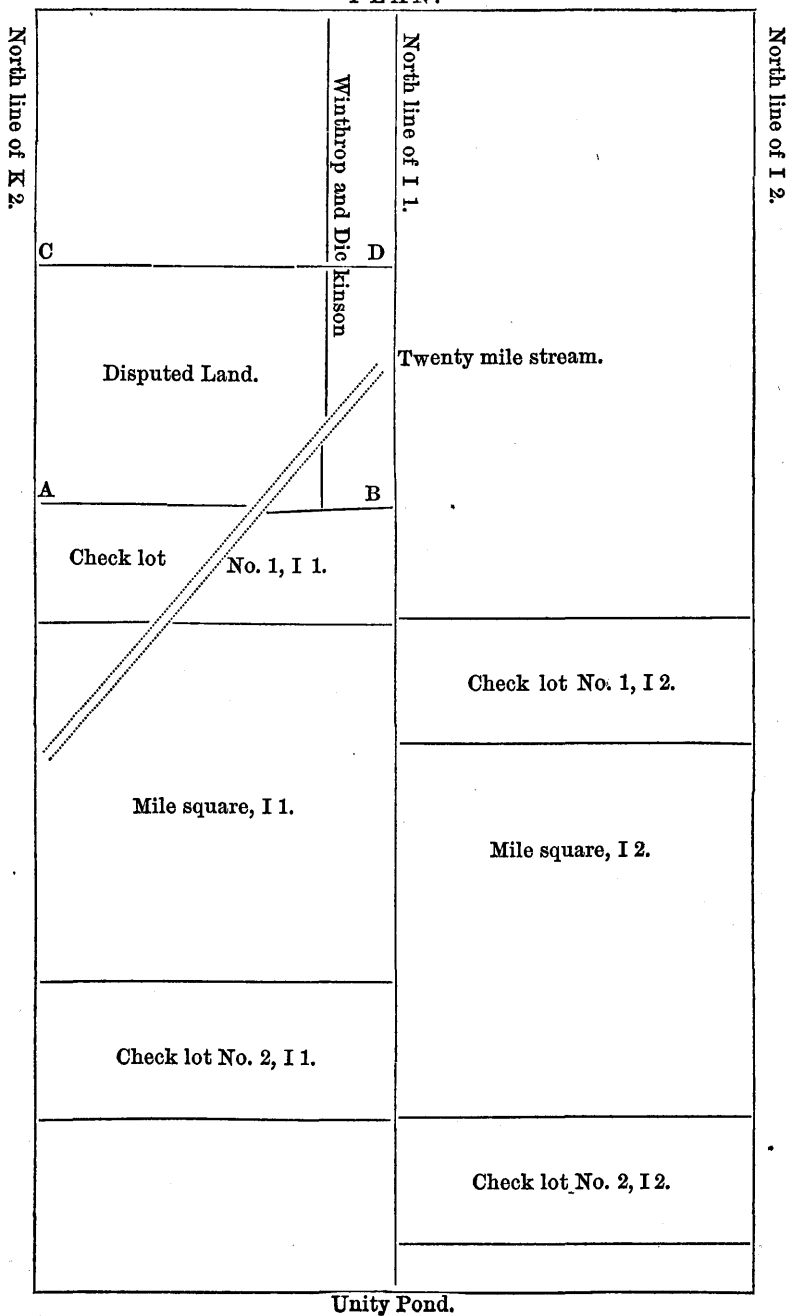 PLAN.
North line of K 2.
Winthrop and Dickinson
North line of I 1.
North line of I 2.
C
D
Twenty mile stream.
Disputed Land.
A
B
Check lot No. 1, I 1.
Check lot No. 1, I 2.
Mile square, I 1.
Mile square, I 2.
Check lot No. 2, I 1.
Check lot No. 2, I 2.
Unity Pond.